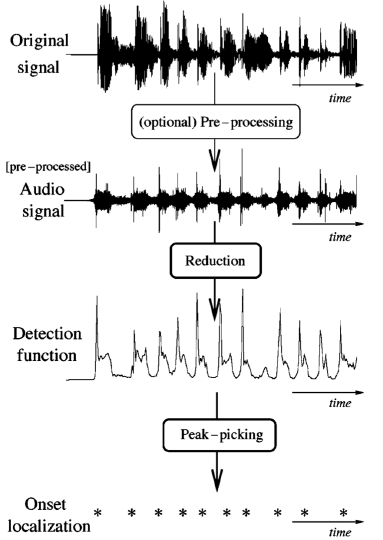 Original
signal
time
(optional) Pre-processing
[pre-processed]
Audio
signal
time
Reduction
Detection
function
time
Peak-picking
Onset
localization
* * * * * * * * * * *
time